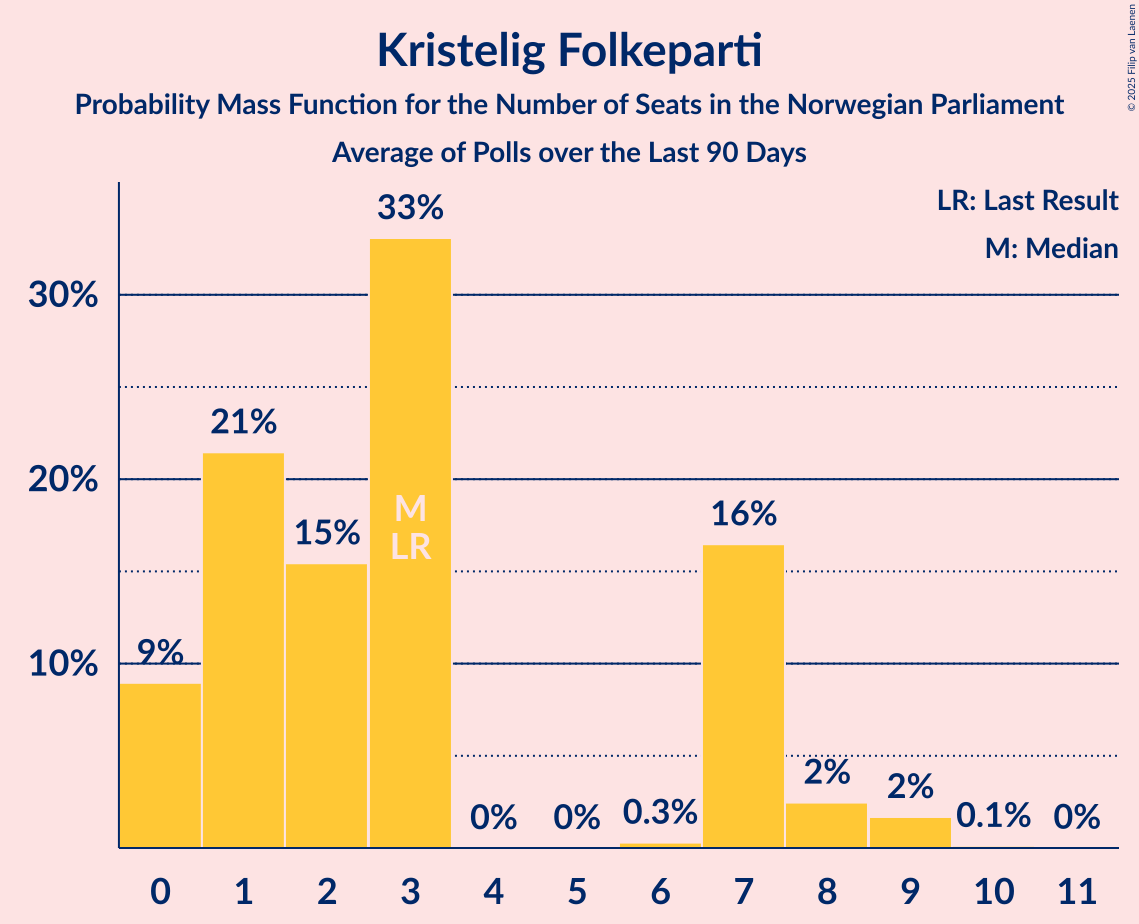 Kristelig Folkeparti
Probability Mass Function for the Number of Seats in the Norwegian Parliament
Average of Polls over the Last 90 Days
© 2025 Filip van Laenen
LR: Last Result
M: Median
33%
30%
21%
20%
M
LR
16%
15%
10%
9%
2%
2%
0%
0%
0.3%
0.1%
0%
0 1 2 3 4 5 6 7 8 9 10 11